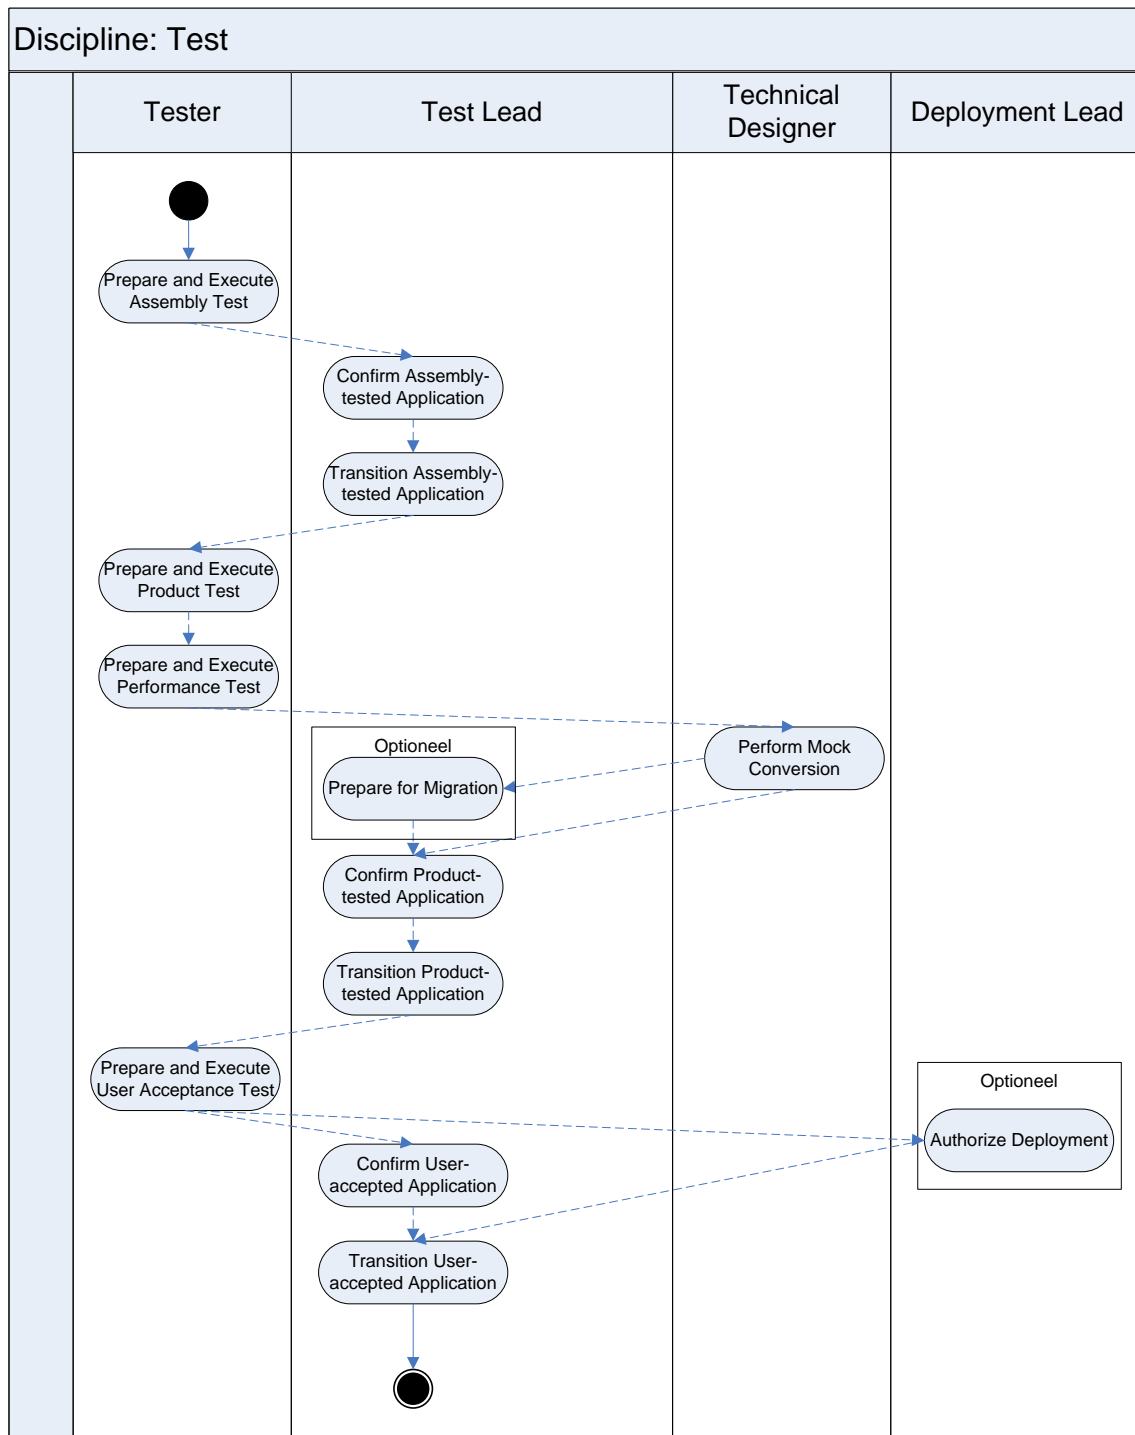 Discipline: Test
Tester
Test Lead
Technical
Designer
Deployment Lead
Prepare and Execute
Assembly Test
Confirm Assembly-
tested Application
Transition Assembly-
tested Application
Prepare and Execute
Product Test
Prepare and Execute
Performance Test
Perform Mock
Conversion
Optioneel
Prepare for Migration
Confirm Product-
tested Application
Transition Product-
tested Application
Prepare and Execute
User Acceptance Test
Optioneel
Authorize Deployment
Confirm User-
accepted Application
Transition User-
accepted Application